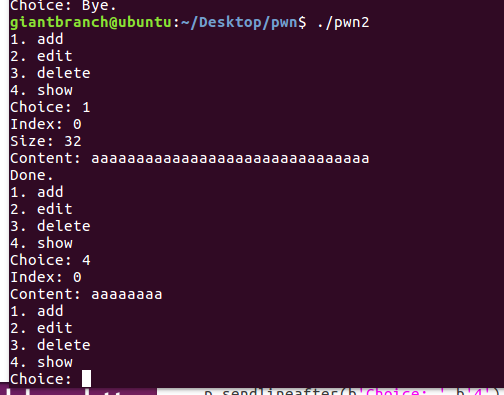 Choice: Bye.
giantbranch@ubuntu:~/Desktop/pwn$ ./pwn2
1. add
2. edit
3. delete
4. show
Choice: 1
Index: 0
Size: 32
Content: aaaaaaaaaaaaaaaaaaaaaaaaaaaaaaa
Done.
1. add
2. edit
3. delete
4. show
Choice: 4
Index: 0
Content: aaaaaaaa
1. add
2. edit
3. delete
4. show
Choice:
p.sendlineafter(b'Choice: ',b'4')